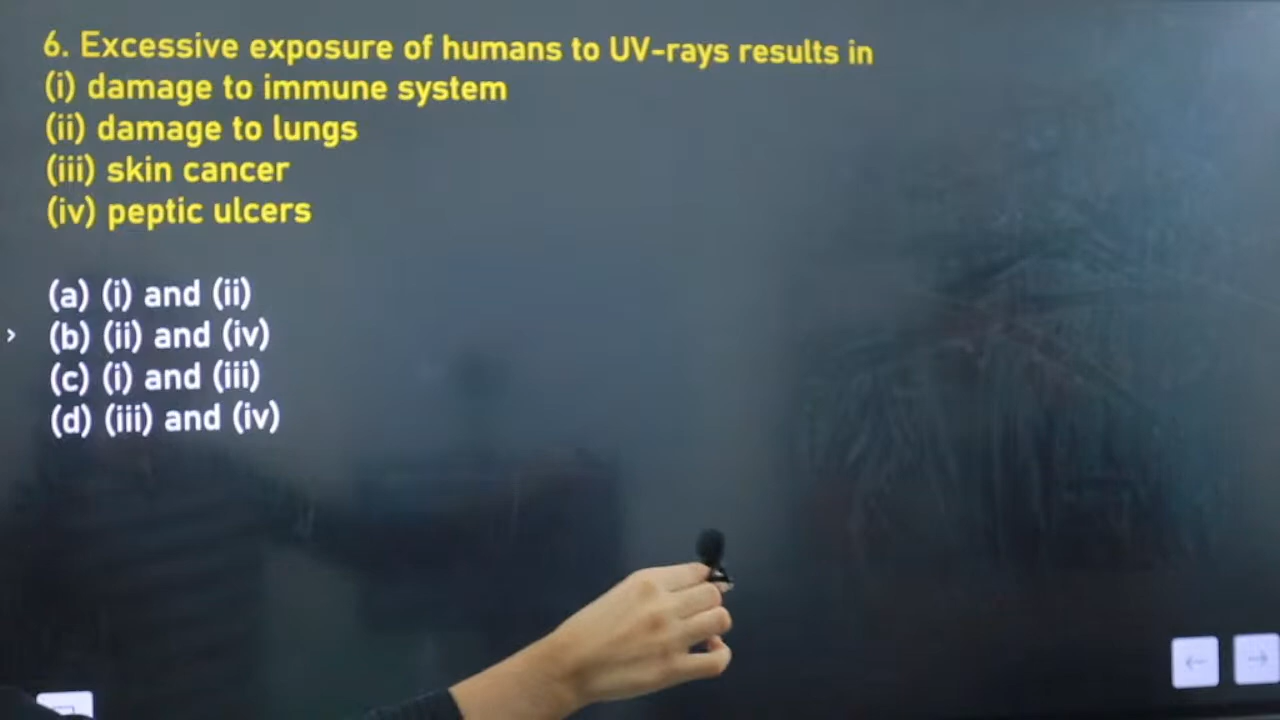 6. Excessive exposure of humans to UV-rays results in
(i) damage to immune system
(ii) damage to lungs
(iii) skin cancer
(iv) peptic ulcers
(a) (i) and (ii)
(b) (ii) and (iv)
(c) (i) and (iii)
(d) (iii) and (iv)